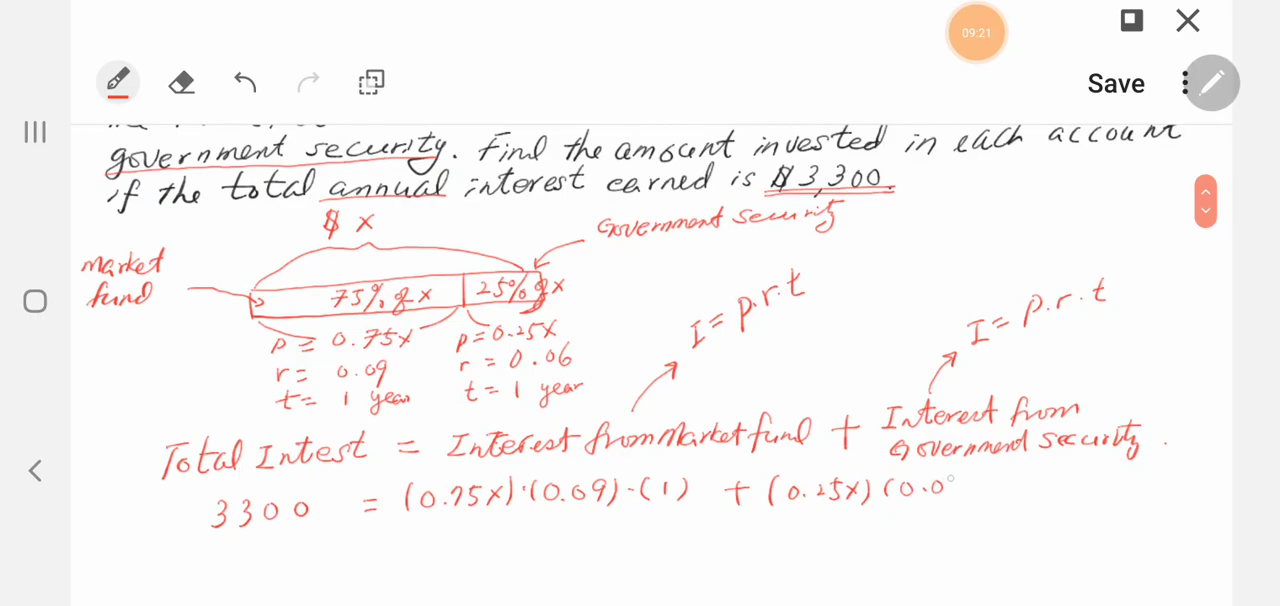 09:21
Save
government security. Find the amount invested in each account
if the total annual interest earned is $3,300.
$ x
Government Security
market
fund
75% of x
25% of x
p = 0.75x
r = 0.09
t = 1 year
p = 0.25x
r = 0.06
t = 1 year
I = p.r.t
I = p.r.t
Total Intest = Interest from Market fund + Interest from
Government security.
3300 = (0.75x)·(0.09)·(1) + (0.25x)(0.0